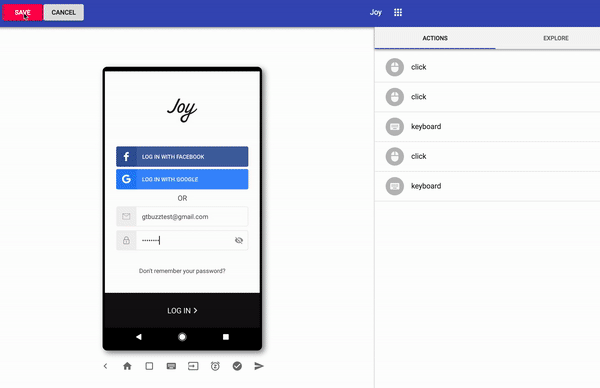 SAVE
CANCEL
Joy
ACTIONS
EXPLORE
click
click
keyboard
click
keyboard
Joy
LOG IN WITH FACEBOOK
LOG IN WITH GOOGLE
OR
gtbuzztest@gmail.com
Don't remember your password?
LOG IN >